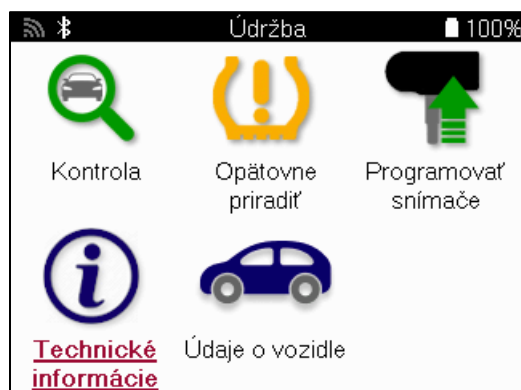 Údržba 100%
Kontrola
Opätovne
priradiť
Programovať
snímače
Technické
informácie
Údaje o vozidle